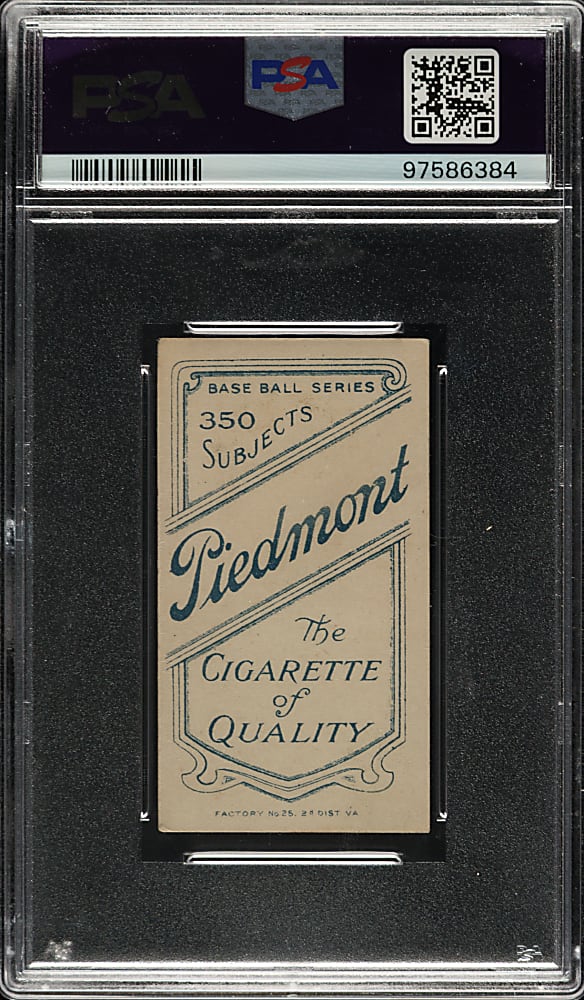 PSA
PSA
97586384
BASE BALL SERIES
350
SUBJECTS
Piedmont
The
CIGARETTE
of
QUALITY
FACTORY No 25, 2d DIST VA